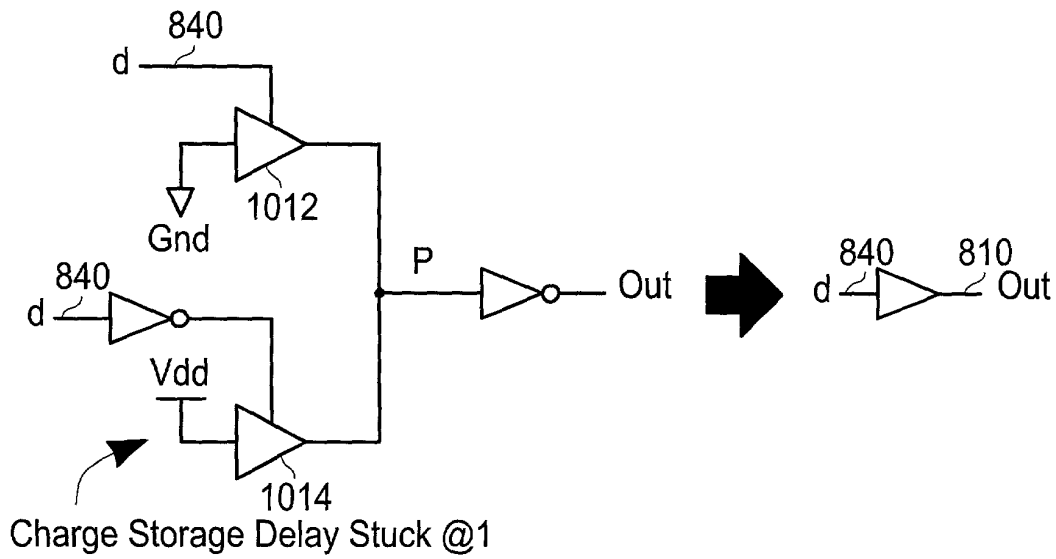 840
d
1012
Gnd
840
d
Vdd
1014
P
Out
Charge Storage Delay Stuck @1
840
d
810
Out